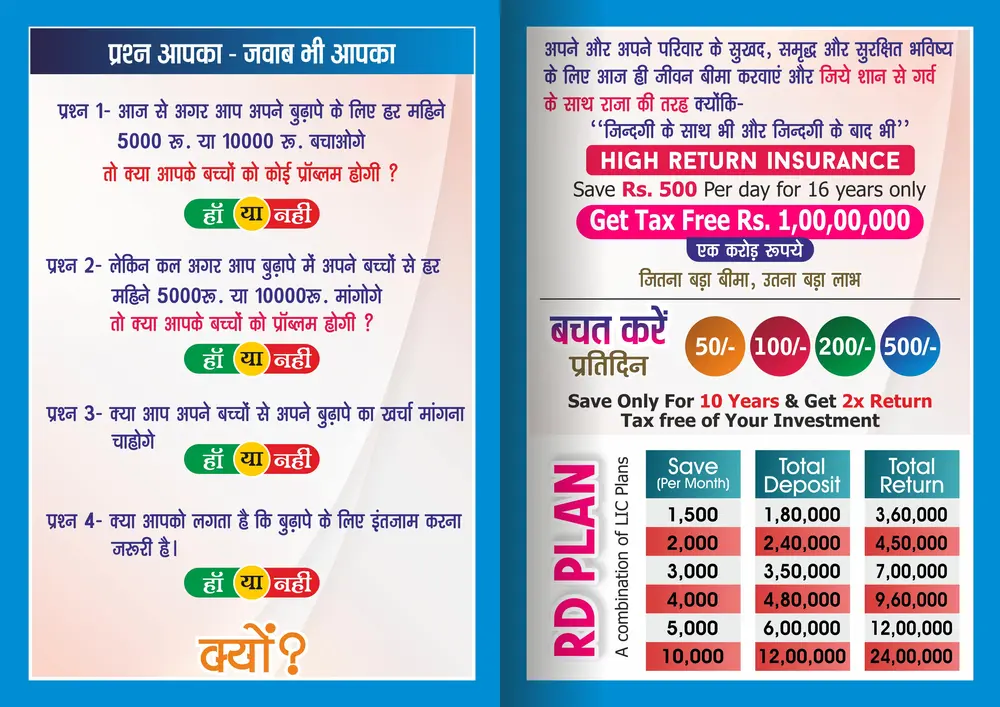 प्रश्न आपका - जवाब भी आपका
प्रश्न 1- आज से अगर आप अपने बुढ़ापे के लिए हर महिने
5000 रू. या 10000 रू. बचाओगे
तो क्या आपके बच्चों को कोई प्रॉब्लम होगी ?
हॉ या नही
प्रश्न 2- लेकिन कल अगर आप बुढ़ापे में अपने बच्चों से हर
महिने 5000रू. या 10000रू. मांगोगे
तो क्या आपके बच्चों को प्रॉब्लम होगी ?
हॉ या नही
प्रश्न 3- क्या आप अपने बच्चों से अपने बुढ़ापे का खर्चा मांगना
चाहोगे
हॉ या नही
प्रश्न 4- क्या आपको लगता है कि बुढ़ापे के लिए इंतजाम करना
जरूरी है।
हॉ या नही
क्यों?
अपने और अपने परिवार के सुखद, समृद्ध और सुरक्षित भविष्य
के लिए आज ही जीवन बीमा करवाएं और जिये शान से गर्व
के साथ राजा की तरह क्योंकि-
‘‘जिन्दगी के साथ भी और जिन्दगी के बाद भी’’
HIGH RETURN INSURANCE
Save Rs. 500 Per day for 16 years only
Get Tax Free Rs. 1,00,00,000
एक करोड़ रूपये
जितना बड़ा बीमा, उतना बड़ा लाभ
बचत करें
प्रतिदिन
50/- 100/- 200/- 500/-
Save Only For 10 Years & Get 2x Return
Tax free of Your Investment
RD PLAN
A combination of LIC Plans
Save (Per Month) Total Deposit Total Return
1,500 1,80,000 3,60,000
2,000 2,40,000 4,50,000
3,000 3,50,000 7,00,000
4,000 4,80,000 9,60,000
5,000 6,00,000 12,00,000
10,000 12,00,000 24,00,000